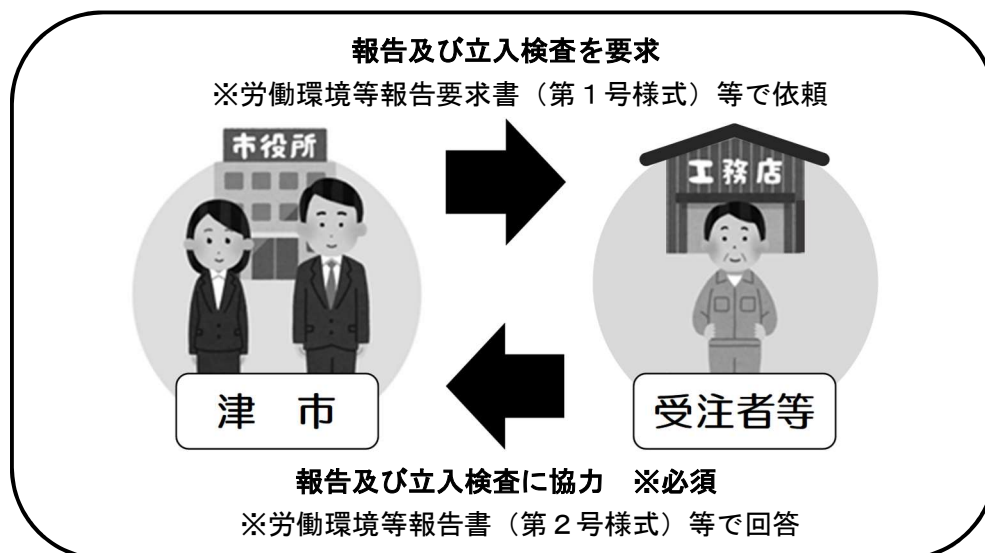 報告及び立入検査を要求
※労働環境等報告要求書（第１号様式）等で依頼
市役所
工務店
津　市
受注者等
報告及び立入検査に協力　※必須
※労働環境等報告書（第２号様式）等で回答